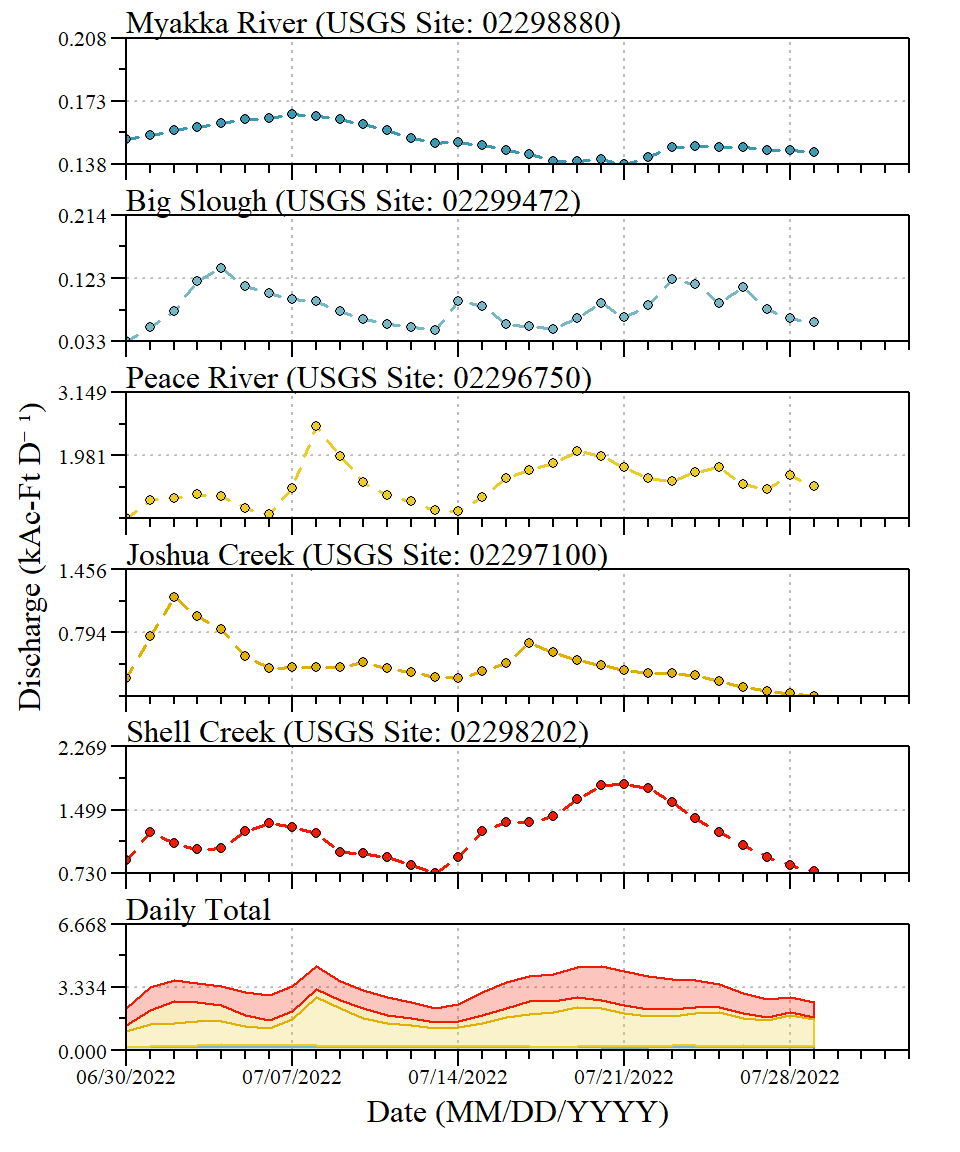 Myakka River (USGS Site: 02298880)
0.208
0.173
0.138
Big Slough (USGS Site: 02299472)
0.214
0.123
0.033
Peace River (USGS Site: 02296750)
3.149
1.981
Joshua Creek (USGS Site: 02297100)
1.456
0.794
Shell Creek (USGS Site: 02298202)
2.269
1.499
0.730
Daily Total
6.668
3.334
0.000
06/30/2022 07/07/2022 07/14/2022 07/21/2022 07/28/2022
Date (MM/DD/YYYY)
Discharge (kAc-Ft D⁻¹)